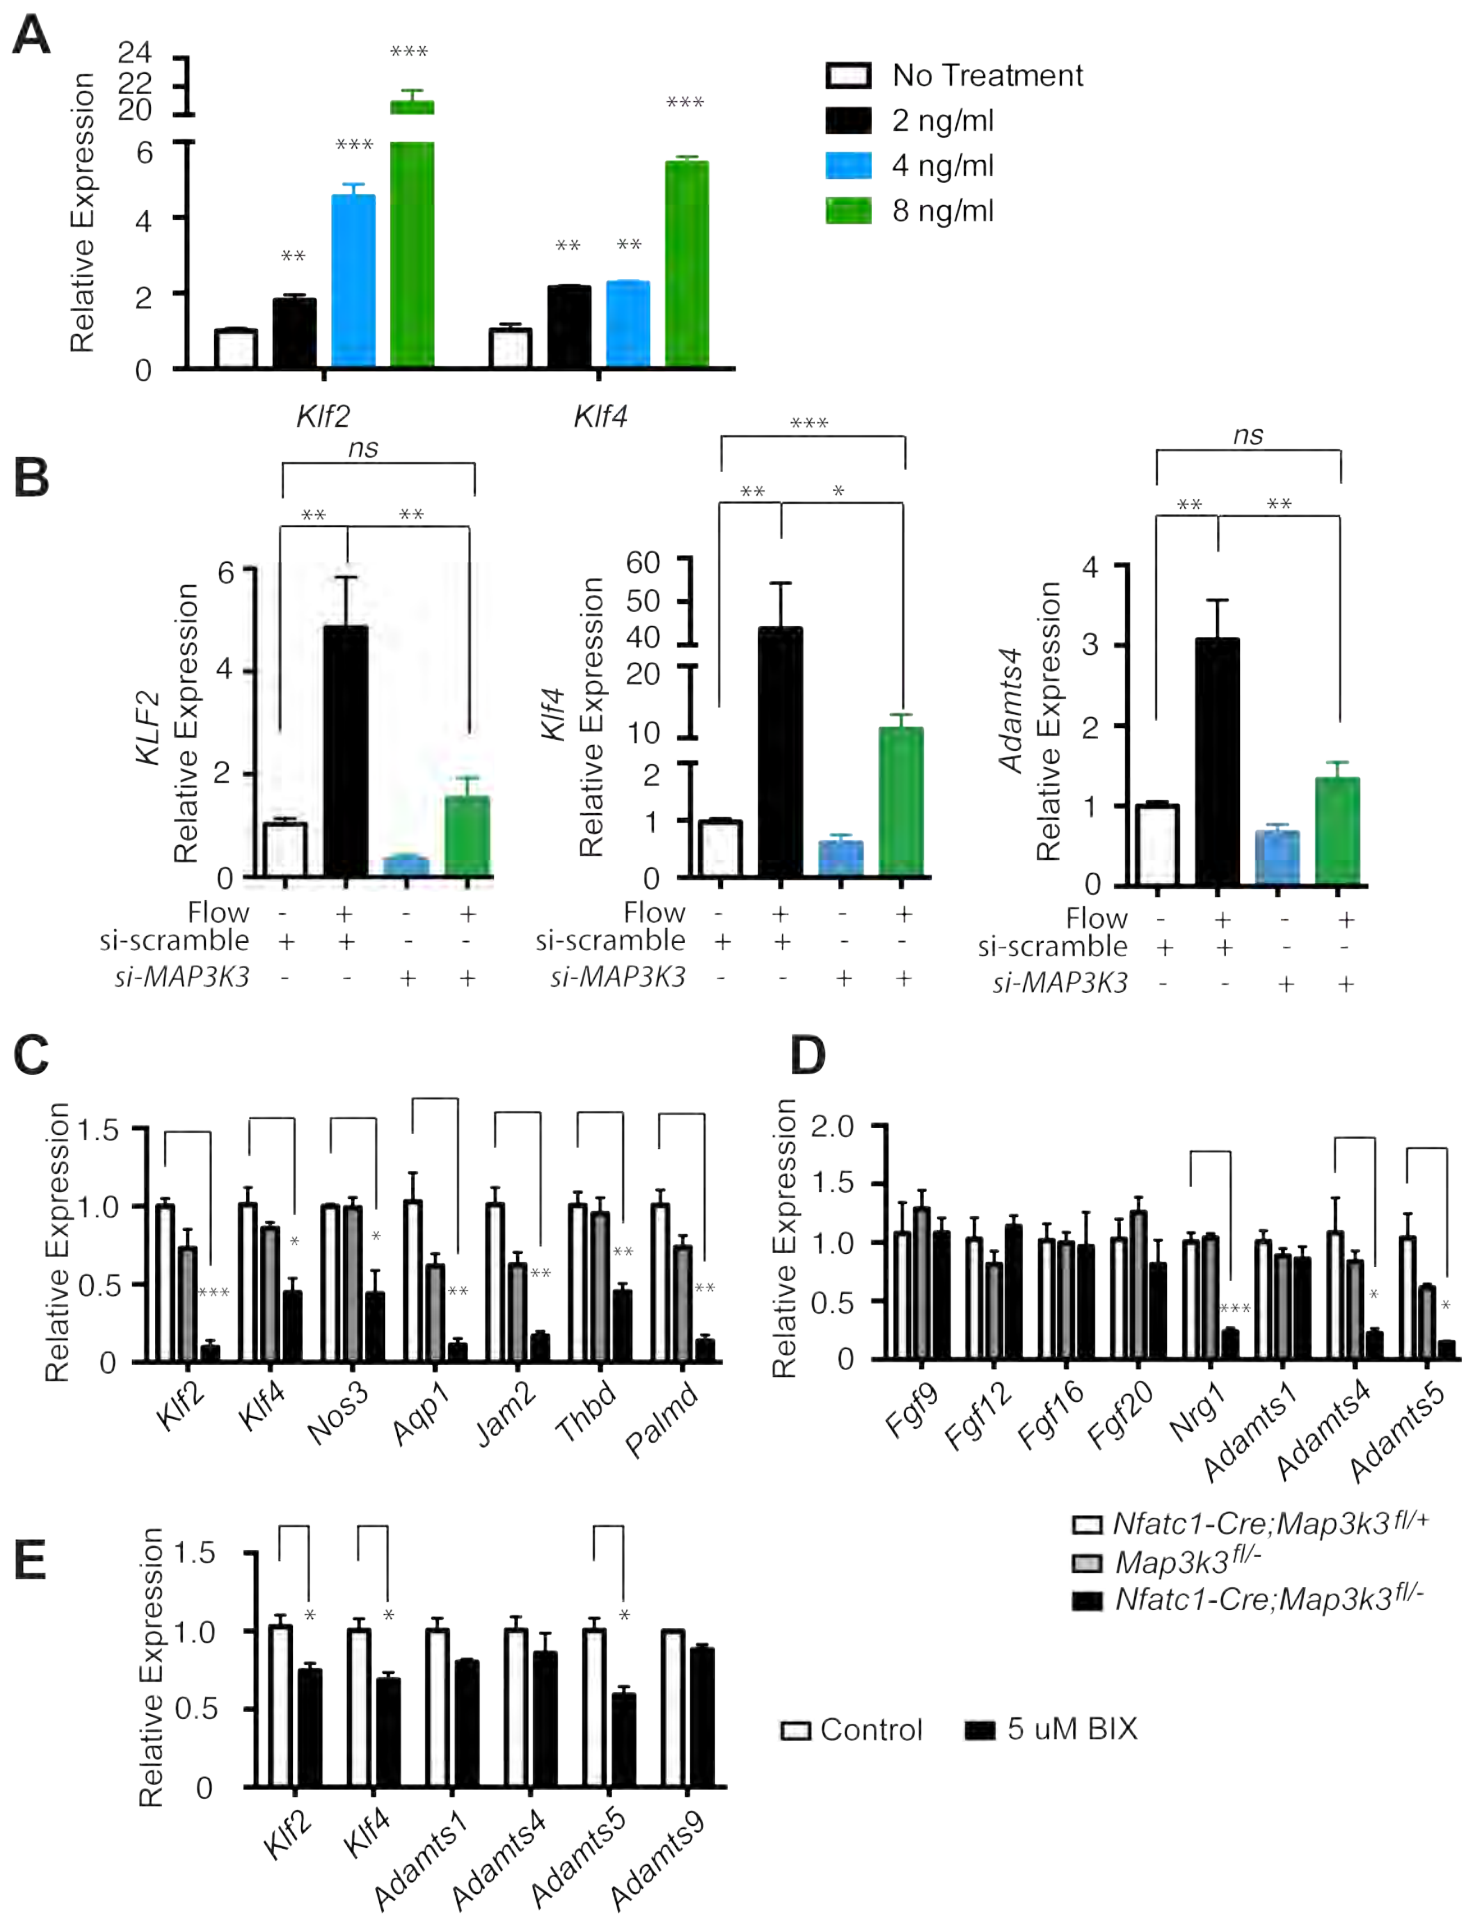 A
Relative Expression
24
22
20
6
4
2
0
***
***
**
***
**
**
Klf2
Klf4
No Treatment
2 ng/ml
4 ng/ml
8 ng/ml
B
ns
**
**
KLF2
Relative Expression
6
4
2
0
Flow - + - +
si-scramble + + - -
si-MAP3K3 - - + +
***
**
*
Klf4
Relative Expression
60
50
40
20
10
2
1
0
Flow - + - +
si-scramble + + - -
si-MAP3K3 - - + +
ns
**
**
Adamts4
Relative Expression
4
3
2
1
0
Flow - + - +
si-scramble + + - -
si-MAP3K3 - - + +
C
Relative Expression
1.5
1.0
0.5
0
*** * * ** ** ** **
Klf2 Klf4 Nos3 Aqp1 Jam2 Thbd Palmd
D
Relative Expression
2.0
1.5
1.0
0.5
0
*** * *
Fgf9 Fgf12 Fgf16 Fgf20 Nrg1 Adamts1 Adamts4 Adamts5
Nfatc1-Cre;Map3k3fl/+
Map3k3fl/-
Nfatc1-Cre;Map3k3fl/-
E
Relative Expression
1.5
1.0
0.5
0
* * *
Klf2 Klf4 Adamts1 Adamts4 Adamts5 Adamts9
Control 5 uM BIX